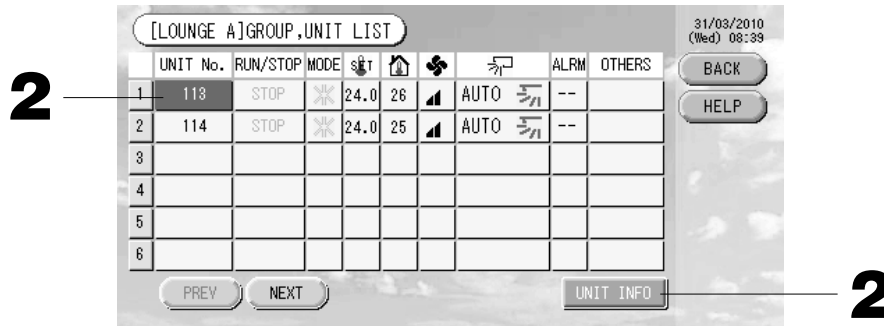 [LOUNGE A]GROUP,UNIT LIST
31/03/2010
(Wed) 08:39
UNIT No. RUN/STOP MODE SET ALRM OTHERS
BACK
2
1 113 STOP 24.0 26 AUTO --
HELP
2 114 STOP 24.0 25 AUTO --
3
4
5
6
PREV NEXT UNIT INFO
2